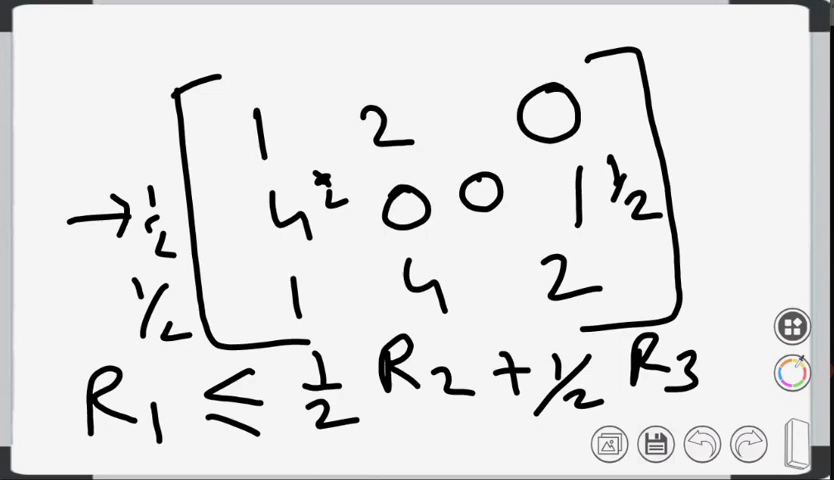 1 2 0
→ 1/2 4 2 0 0 1 1/2
1/2 1 4 2
R1 ≤ 1/2 R2 + 1/2 R3